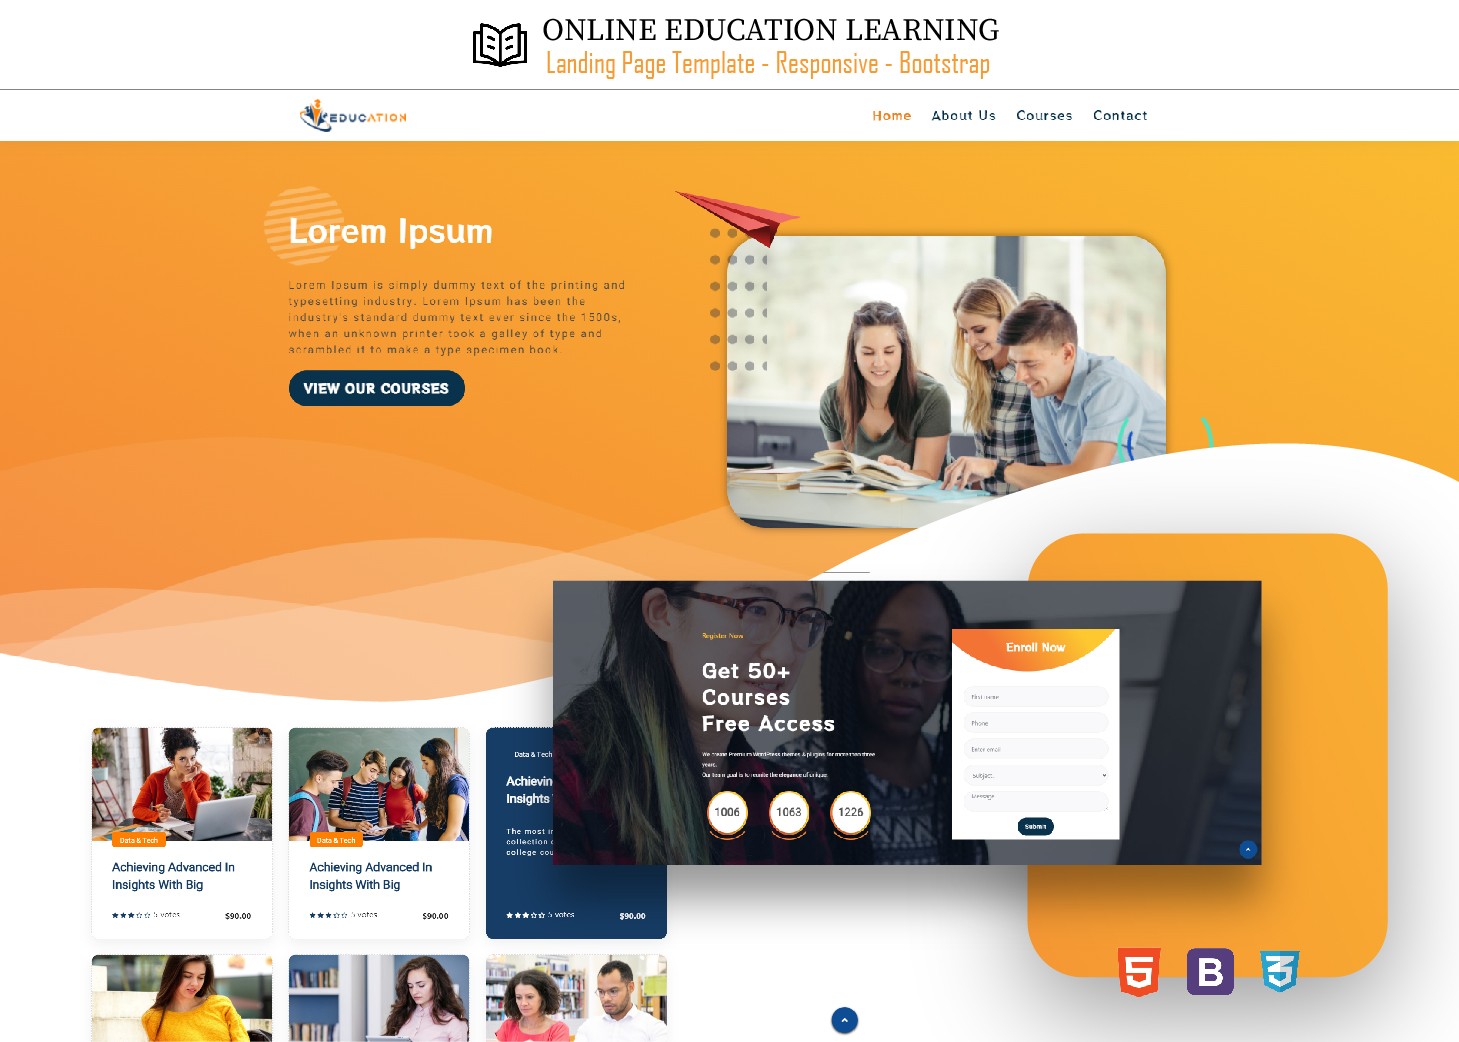 ONLINE EDUCATION LEARNING
Landing Page Template - Responsive - Bootstrap
EDUCATION
Home About Us Courses Contact
Lorem Ipsum
Lorem Ipsum is simply dummy text of the printing and
typesetting industry. Lorem Ipsum has been the
industry's standard dummy text ever since the 1500s,
when an unknown printer took a galley of type and
scrambled it to make a type specimen book.
VIEW OUR COURSES
Register Now
Get 50+
Courses
Free Access
We create Premium WordPress themes & plugins for more than three
years.
Our team goal is to reunite the elegance of unique.
1006 1063 1226
Enroll Now
First name
Phone
Enter email
Subject
Message
Submit
Data & Tech
Achieving Advanced In
Insights With Big
5 votes $90.00
Data & Tech
Achieving Advanced In
Insights With Big
5 votes $90.00
Data & Tech
Achievin
Insights
The most
collection
college cou
5 votes $90.00
5 B 3